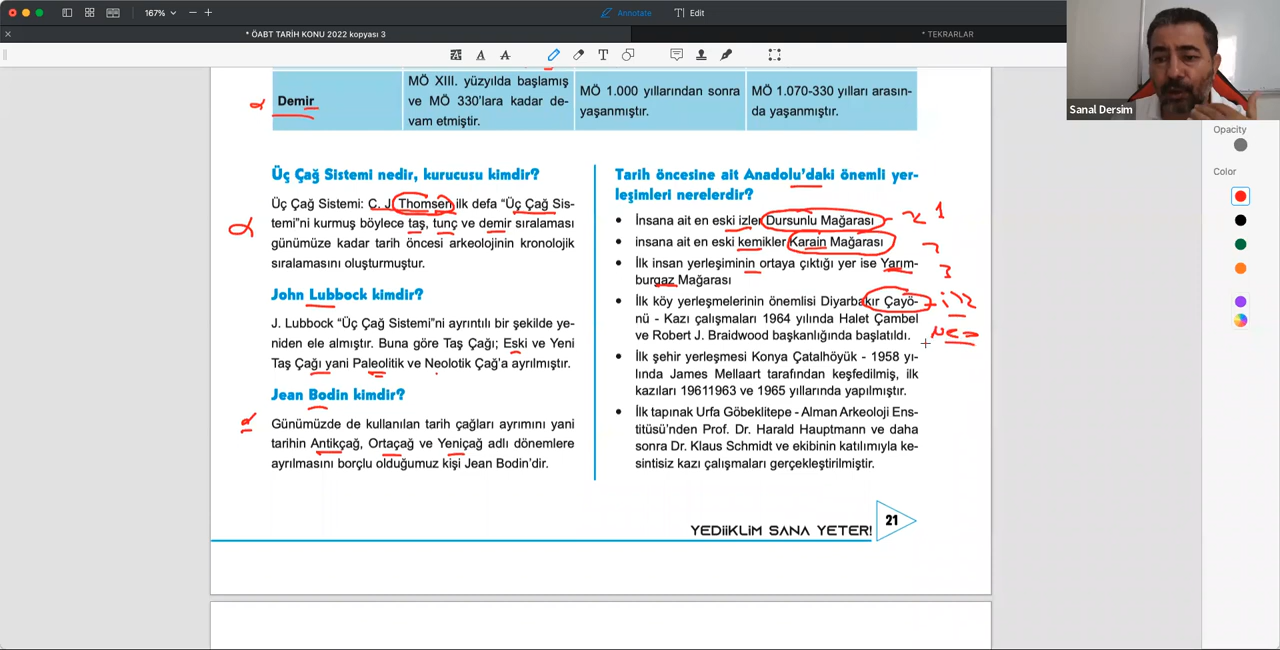 167%
Annotate
Edit
* ÖABT TARİH KONU 2022 kopyası 3
* TEKRARLAR
Sanal Dersim
Opacity
Color
Demir
MÖ XIII. yüzyılda başlamış
ve MÖ 330'lara kadar de-
vam etmiştir.
MÖ 1.000 yıllarından sonra
yaşanmıştır.
MÖ 1.070-330 yılları arasın-
da yaşanmıştır.
Üç Çağ Sistemi nedir, kurucusu kimdir?
Üç Çağ Sistemi: C. J. Thomsen ilk defa “Üç Çağ Sis-
temi”ni kurmuş böylece taş, tunç ve demir sıralaması
günümüze kadar tarih öncesi arkeolojinin kronolojik
sıralamasını oluşturmuştur.
John Lubbock kimdir?
J. Lubbock “Üç Çağ Sistemi”ni ayrıntılı bir şekilde ye-
niden ele almıştır. Buna göre Taş Çağı; Eski ve Yeni
Taş Çağı yani Paleolitik ve Neolotik Çağ'a ayrılmıştır.
Jean Bodin kimdir?
Günümüzde de kullanılan tarih çağları ayrımını yani
tarihin Antikçağ, Ortaçağ ve Yeniçağ adlı dönemlere
ayrılmasını borçlu olduğumuz kişi Jean Bodin'dir.
Tarih öncesine ait Anadolu'daki önemli yer-
leşimleri nerelerdir?
• İnsana ait en eski izler Dursunlu Mağarası
1
• insana ait en eski kemikler Karain Mağarası
• İlk insan yerleşiminin ortaya çıktığı yer ise Yarım-
burgaz Mağarası
3
• İlk köy yerleşmelerinin önemlisi Diyarbakır Çayö-
nü - Kazı çalışmaları 1964 yılında Halet Çambel
ve Robert J. Braidwood başkanlığında başlatıldı.
• İlk şehir yerleşmesi Konya Çatalhöyük - 1958 yı-
lında James Mellaart tarafından keşfedilmiş, ilk
kazıları 19611963 ve 1965 yıllarında yapılmıştır.
• İlk tapınak Urfa Göbeklitepe - Alman Arkeoloji Ens-
titüsü'nden Prof. Dr. Harald Hauptmann ve daha
sonra Dr. Klaus Schmidt ve ekibinin katılımıyla ke-
sintisiz kazı çalışmaları gerçekleştirilmiştir.
YEDİİKLİM SANA YETER!
21